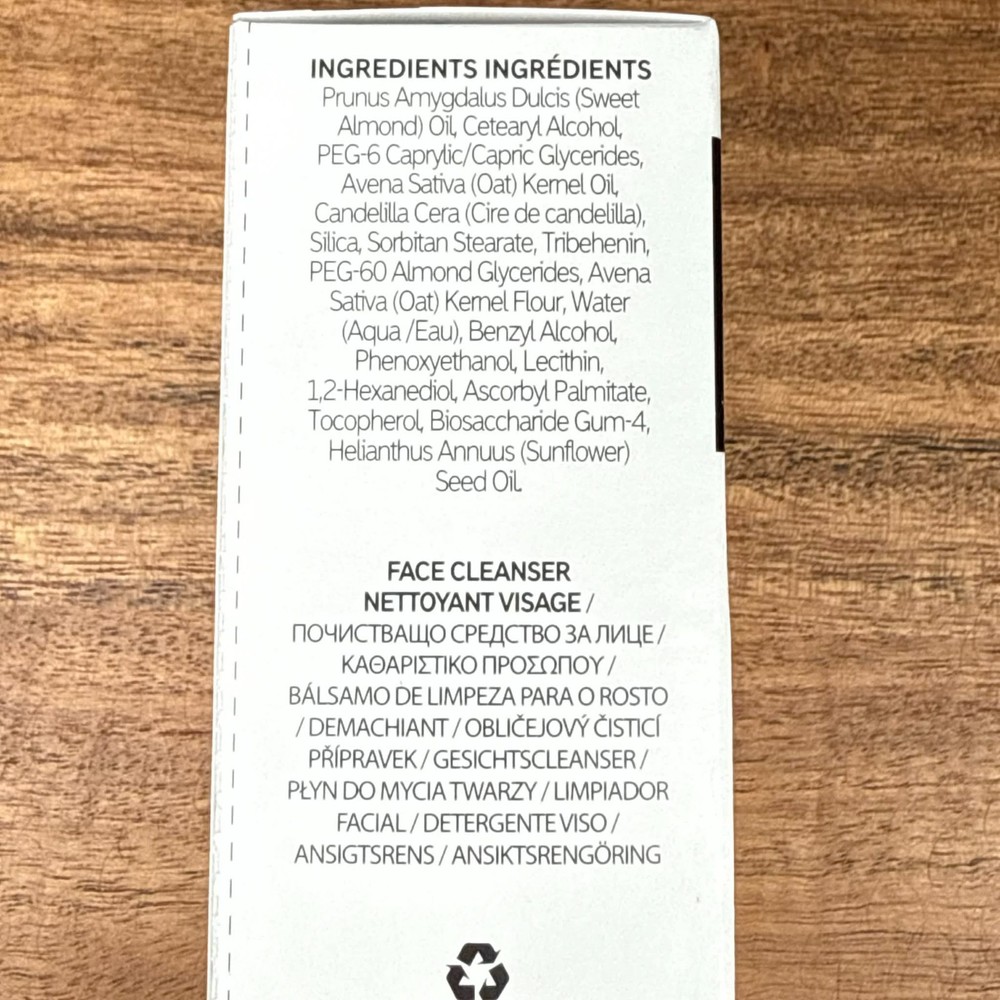 INGREDIENTS INGRÉDIENTS
Prunus Amygdalus Dulcis (Sweet
Almond) Oil, Cetearyl Alcohol,
PEG-6 Caprylic/Capric Glycerides,
Avena Sativa (Oat) Kernel Oil,
Candelilla Cera (Cire de candelilla),
Silica, Sorbitan Stearate, Tribehenin,
PEG-60 Almond Glycerides, Avena
Sativa (Oat) Kernel Flour, Water
(Aqua /Eau), Benzyl Alcohol,
Phenoxyethanol, Lecithin,
1,2-Hexanediol, Ascorbyl Palmitate,
Tocopherol, Biosaccharide Gum-4,
Helianthus Annuus (Sunflower)
Seed Oil.
FACE CLEANSER
NETTOYANT VISAGE /
ПОЧИСТВАЩО СРЕДСТВО ЗА ЛИЦЕ /
ΚΑΘΑΡΙΣΤΙΚΟ ΠΡΟΣΩΠΟΥ /
BÁLSAMO DE LIMPEZA PARA O ROSTO
/ DEMACHIANT / OBLIČEJOVÝ ČISTICÍ
PŘÍPRAVEK / GESICHTSCLEANSER /
PŁYN DO MYCIA TWARZY / LIMPIADOR
FACIAL / DETERGENTE VISO /
ANSIGTSRENS / ANSIKTSRENGÖRING